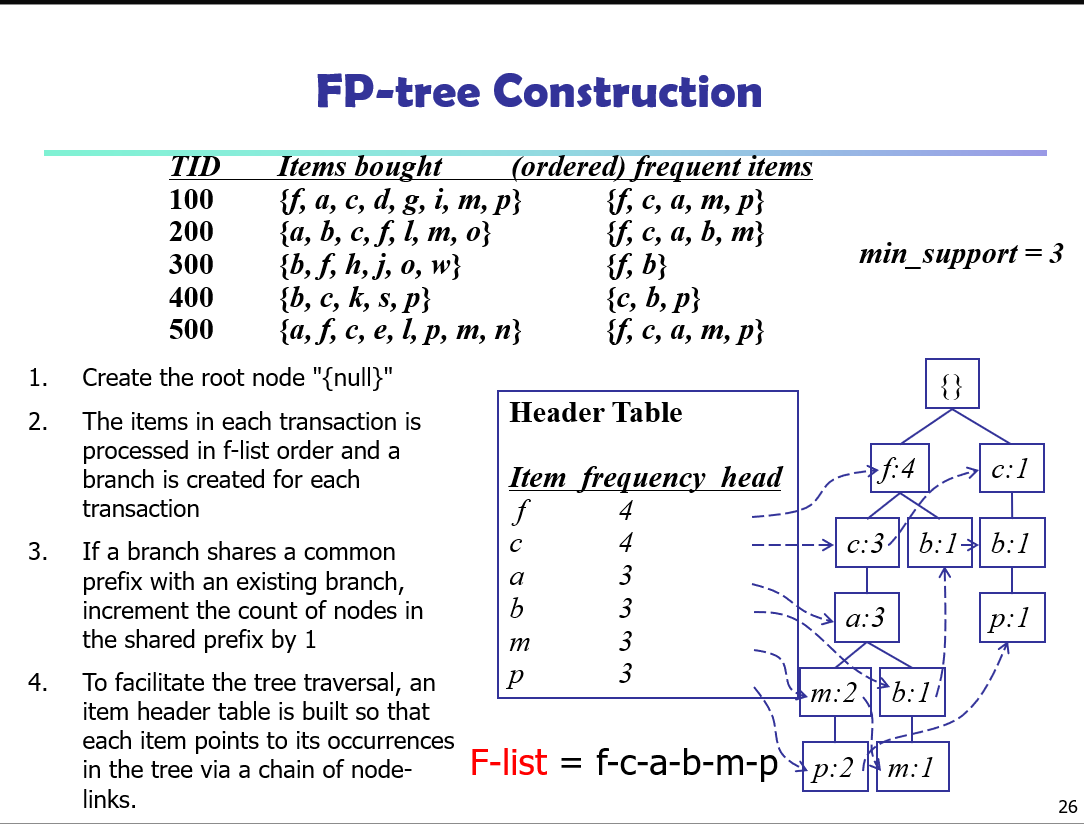 FP-tree Construction
TID Items bought (ordered) frequent items
100 {f, a, c, d, g, i, m, p} {f, c, a, m, p}
200 {a, b, c, f, l, m, o} {f, c, a, b, m}
300 {b, f, h, j, o, w} {f, b}
400 {b, c, k, s, p} {c, b, p}
500 {a, f, c, e, l, p, m, n} {f, c, a, m, p}
min_support = 3
1. Create the root node "{null}"
2. The items in each transaction is
processed in f-list order and a
branch is created for each
transaction
3. If a branch shares a common
prefix with an existing branch,
increment the count of nodes in
the shared prefix by 1
4. To facilitate the tree traversal, an
item header table is built so that
each item points to its occurrences
in the tree via a chain of node-
links.
Header Table
Item frequency head
f 4
c 4
a 3
b 3
m 3
p 3
F-list = f-c-a-b-m-p
{}
f:4 c:1
c:3 b:1 b:1
a:3 p:1
m:2 b:1
p:2 m:1
26